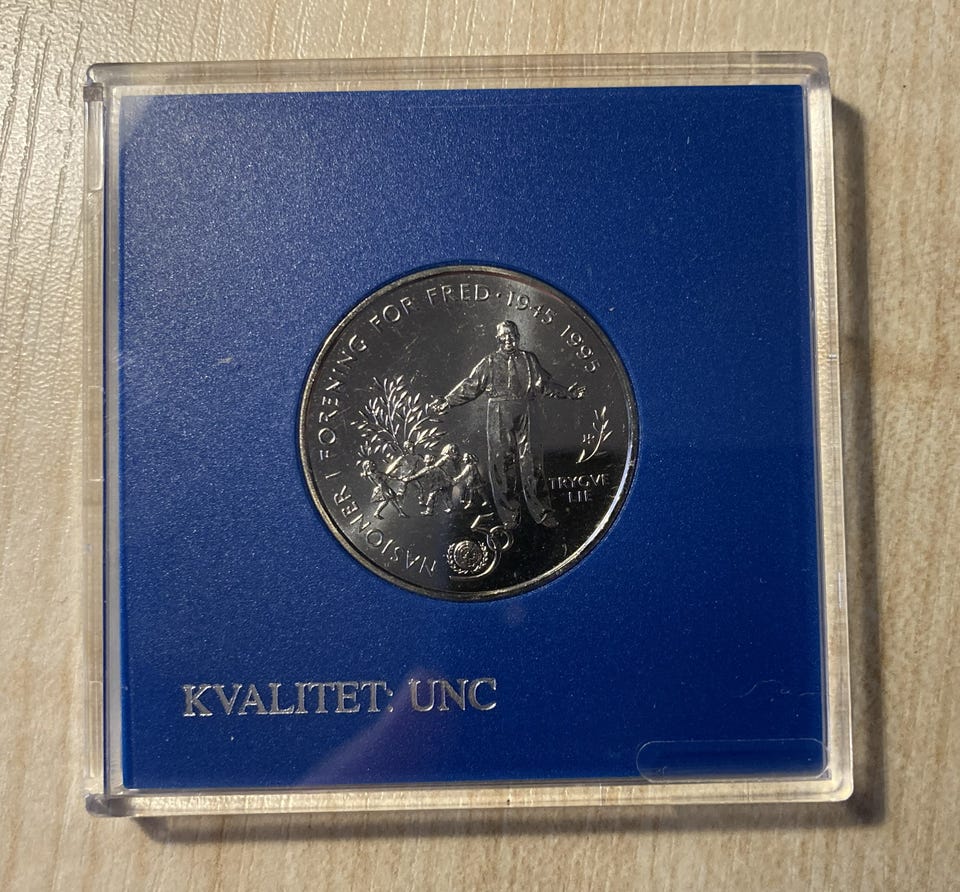 NASJONER I FORENING FOR FRED · 1945 1995
TRYGVE
LIE
50
KVALITET: UNC